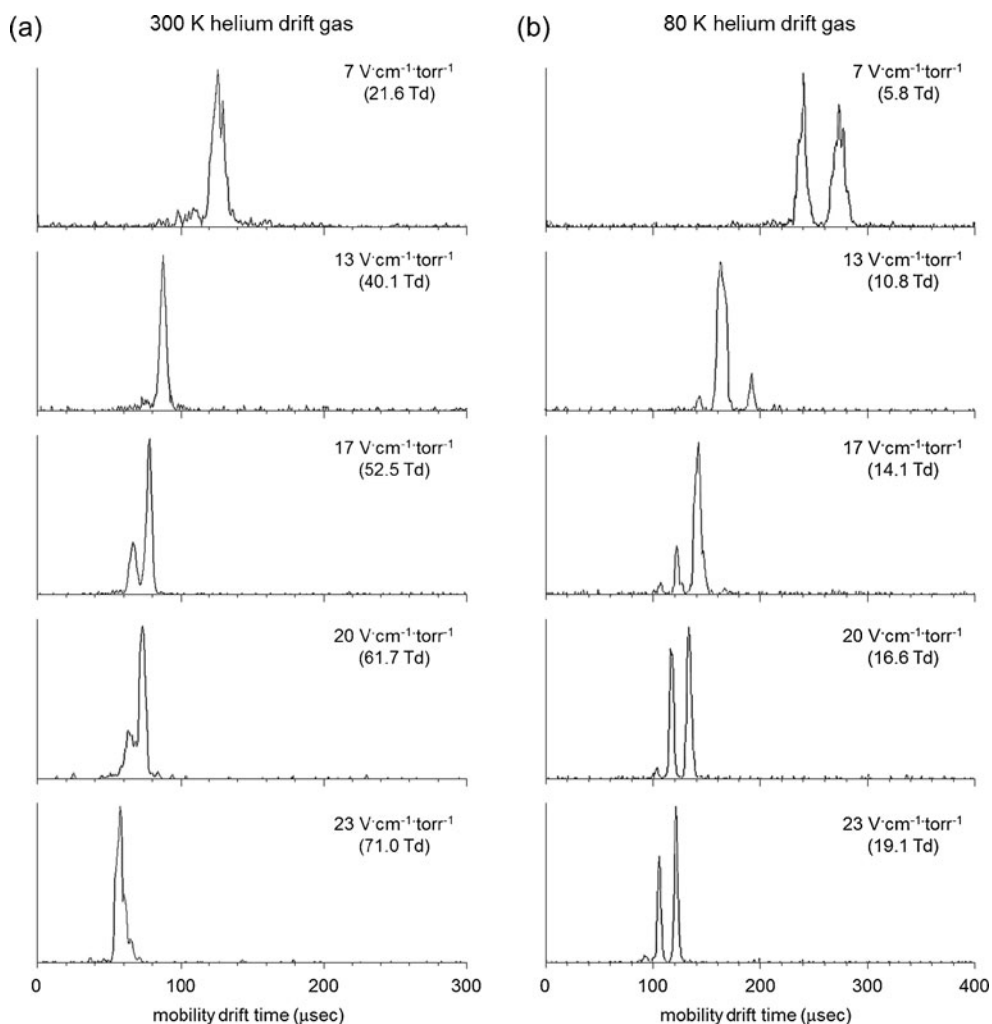 (a) 300 K helium drift gas
7 V·cm⁻¹·torr⁻¹
(21.6 Td)
13 V·cm⁻¹·torr⁻¹
(40.1 Td)
17 V·cm⁻¹·torr⁻¹
(52.5 Td)
20 V·cm⁻¹·torr⁻¹
(61.7 Td)
23 V·cm⁻¹·torr⁻¹
(71.0 Td)
0 100 200 300
mobility drift time (µsec)
(b) 80 K helium drift gas
7 V·cm⁻¹·torr⁻¹
(5.8 Td)
13 V·cm⁻¹·torr⁻¹
(10.8 Td)
17 V·cm⁻¹·torr⁻¹
(14.1 Td)
20 V·cm⁻¹·torr⁻¹
(16.6 Td)
23 V·cm⁻¹·torr⁻¹
(19.1 Td)
0 100 200 300 400
mobility drift time (µsec)